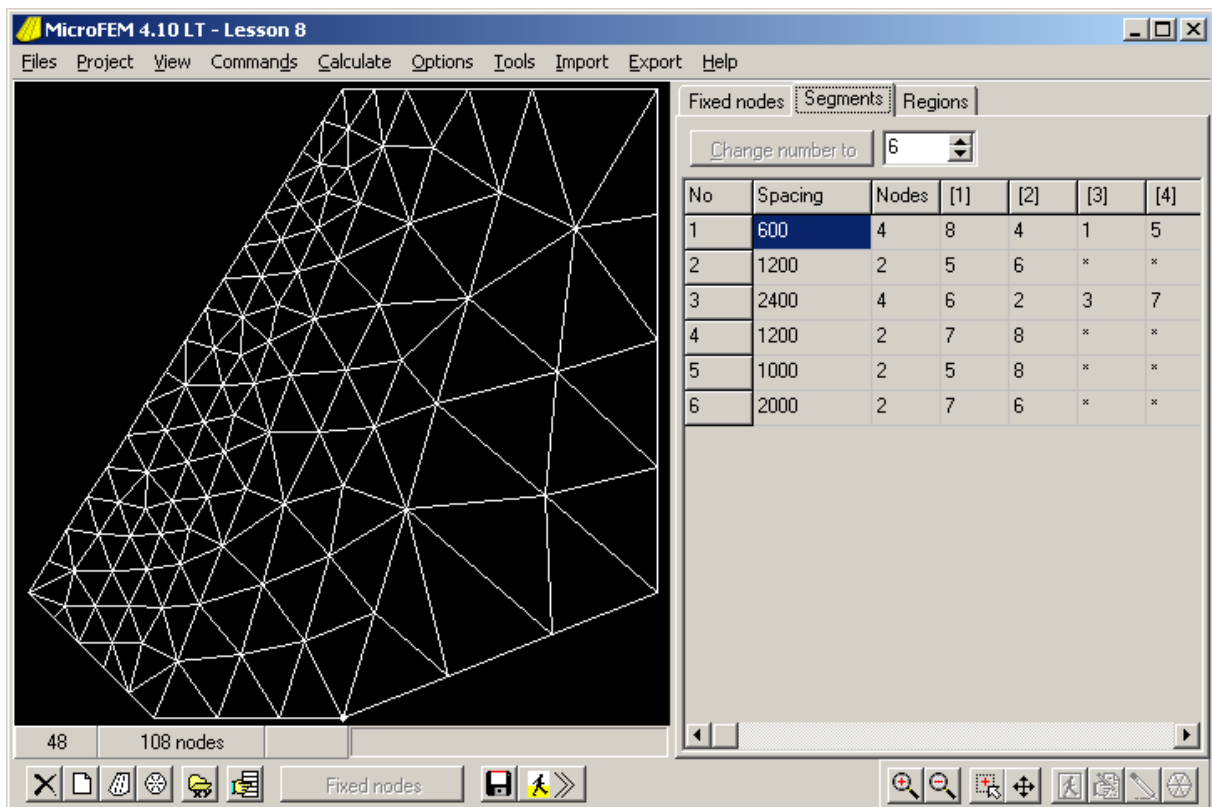 MicroFEM 4.10 LT - Lesson 8
Files Project View Commands Calculate Options Tools Import Export Help
Fixed nodes Segments Regions
Change number to 6
No Spacing Nodes [1] [2] [3] [4]
1 600 4 8 4 1 5
2 1200 2 5 6 * *
3 2400 4 6 2 3 7
4 1200 2 7 8 * *
5 1000 2 5 8 * *
6 2000 2 7 6 * *
48 108 nodes
Fixed nodes